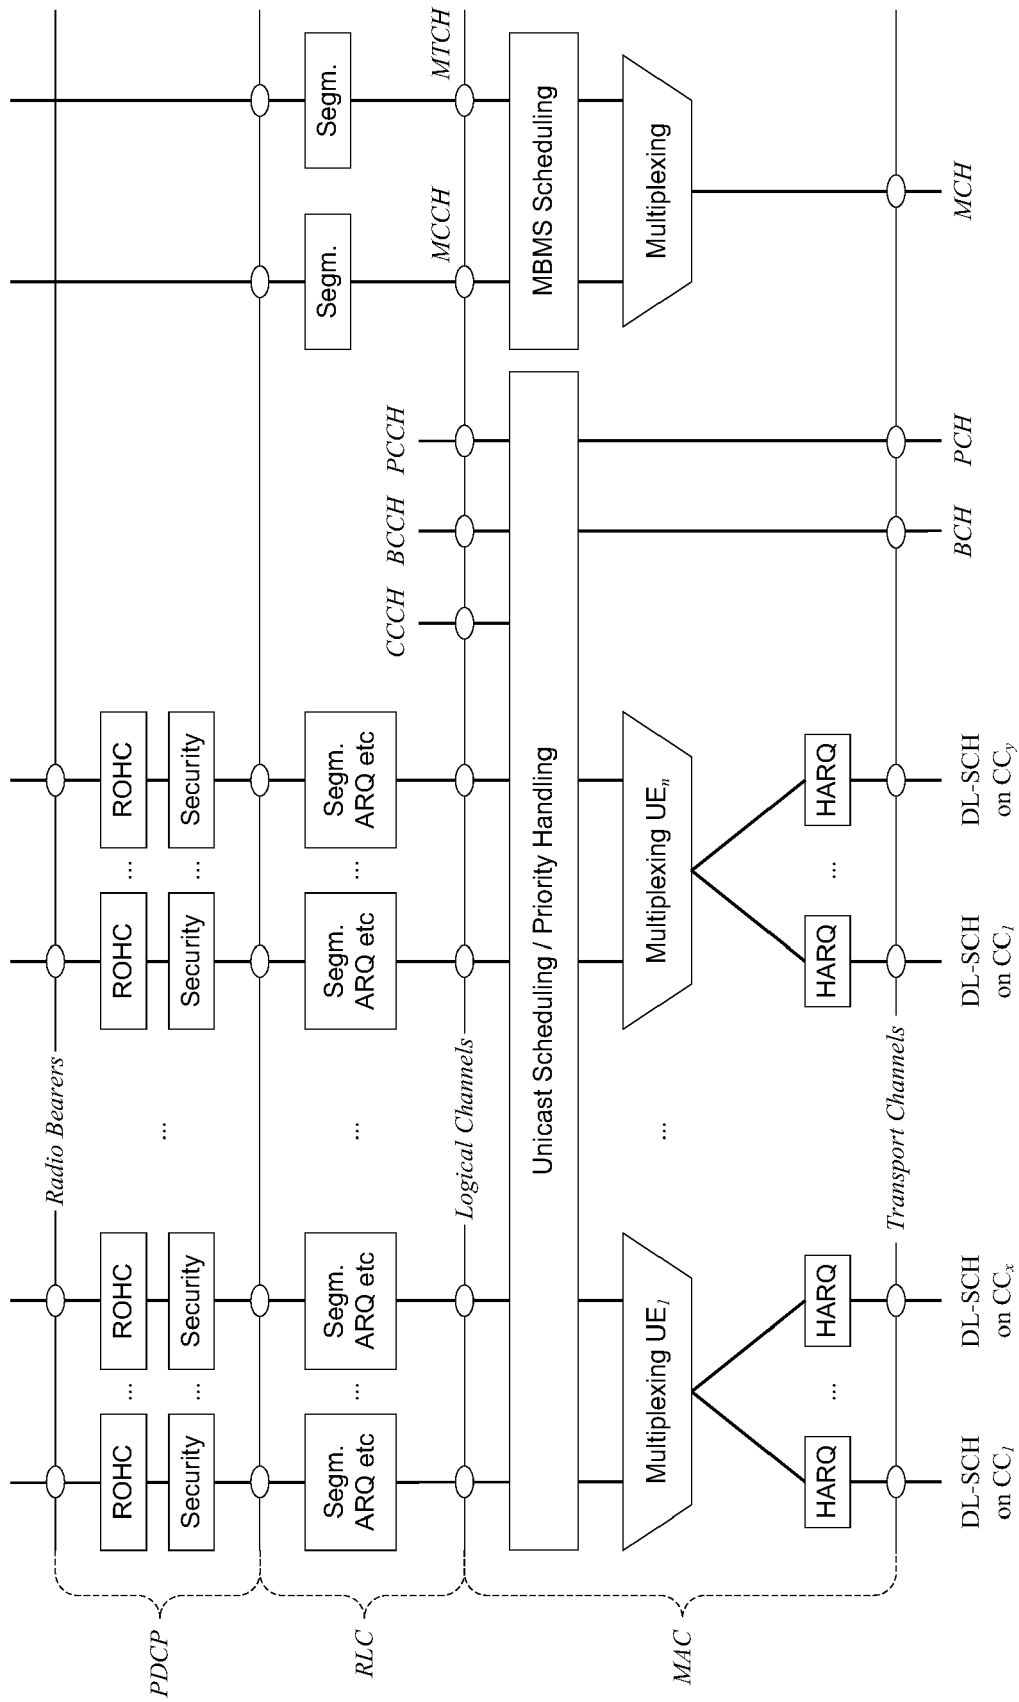 Radio Bearers
ROHC
...
ROHC
...
ROHC
...
ROHC
PDCP
Security
...
Security
Security
...
Security
RLC
Segm.
ARQ etc
...
Segm.
ARQ etc
...
Segm.
ARQ etc
...
Segm.
ARQ etc
Segm.
Segm.
CCCH
BCCH
PCCH
MCCH
MTCH
Logical Channels
Unicast Scheduling / Priority Handling
MBMS Scheduling
MAC
Multiplexing UE1
...
Multiplexing UEn
Multiplexing
HARQ
...
HARQ
HARQ
...
HARQ
Transport Channels
DL-SCH
on CC1
DL-SCH
on CCx
DL-SCH
on CC1
DL-SCH
on CCy
BCH
PCH
MCH